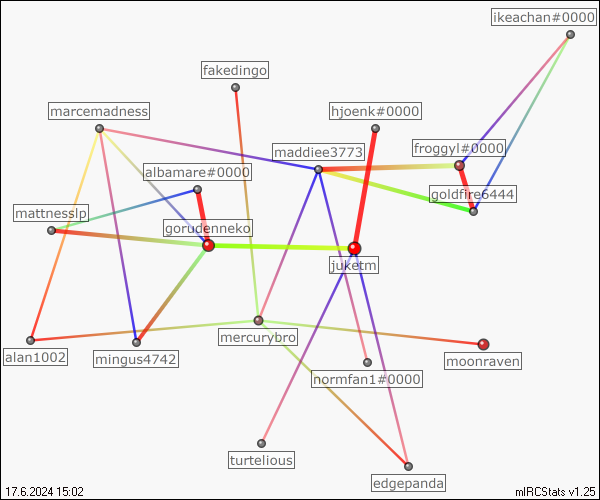 ikeachan#0000
fakedingo
marcemadness
hjoenk#0000
maddiee3773
froggyl#0000
albamare#0000
goldfire6444
mattnesslp
gorudenneko
juketm
mercurybro
alan1002
mingus4742
moonraven
normfan1#0000
turtelious
edgepanda
17.6.2024 15:02
mIRCStats v1.25